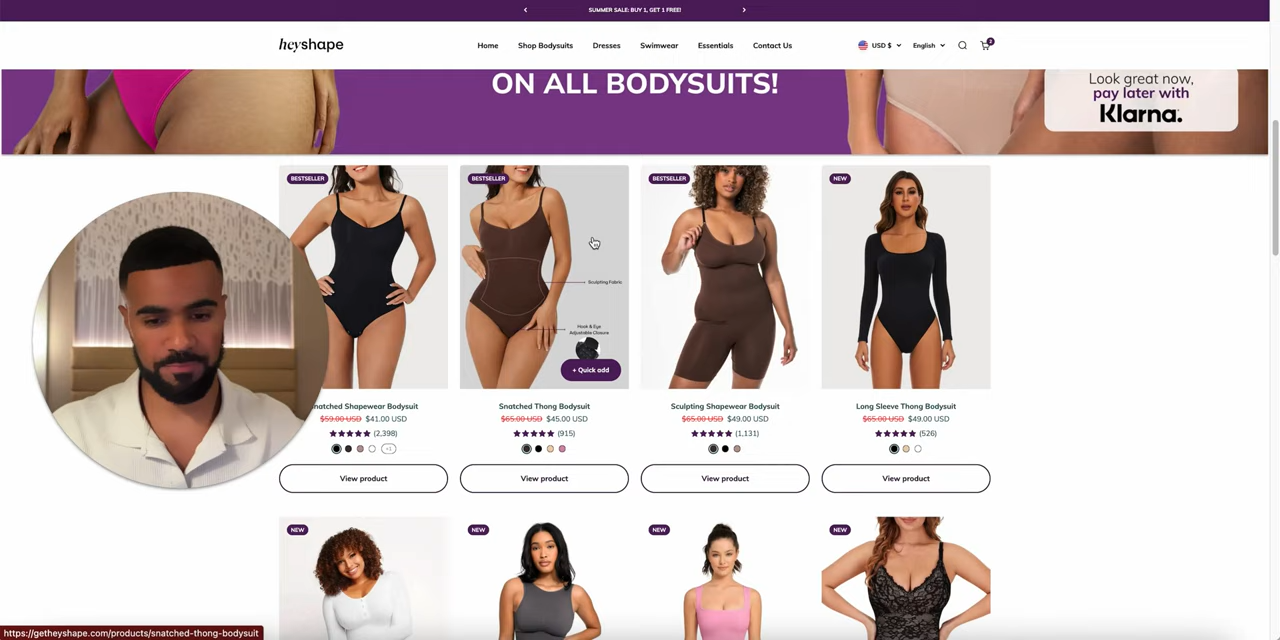 SUMMER SALE: BUY 1, GET 1 FREE!
heyshape
Home
Shop Bodysuits
Dresses
Swimwear
Essentials
Contact Us
USD $
English
ON ALL BODYSUITS!
Look great now,
pay later with
Klarna.
BESTSELLER
BESTSELLER
BESTSELLER
NEW
Sculpting Fabric
Hook & Eye
Adjustable Closure
+ Quick add
natched Shapewear Bodysuit
$59.00 USD $41.00 USD
(2,398)
+1
View product
Snatched Thong Bodysuit
$65.00 USD $45.00 USD
(915)
View product
Sculpting Shapewear Bodysuit
$65.00 USD $49.00 USD
(1,131)
View product
Long Sleeve Thong Bodysuit
$65.00 USD $49.00 USD
(526)
View product
NEW
NEW
NEW
NEW
https://getheyshape.com/products/snatched-thong-bodysuit